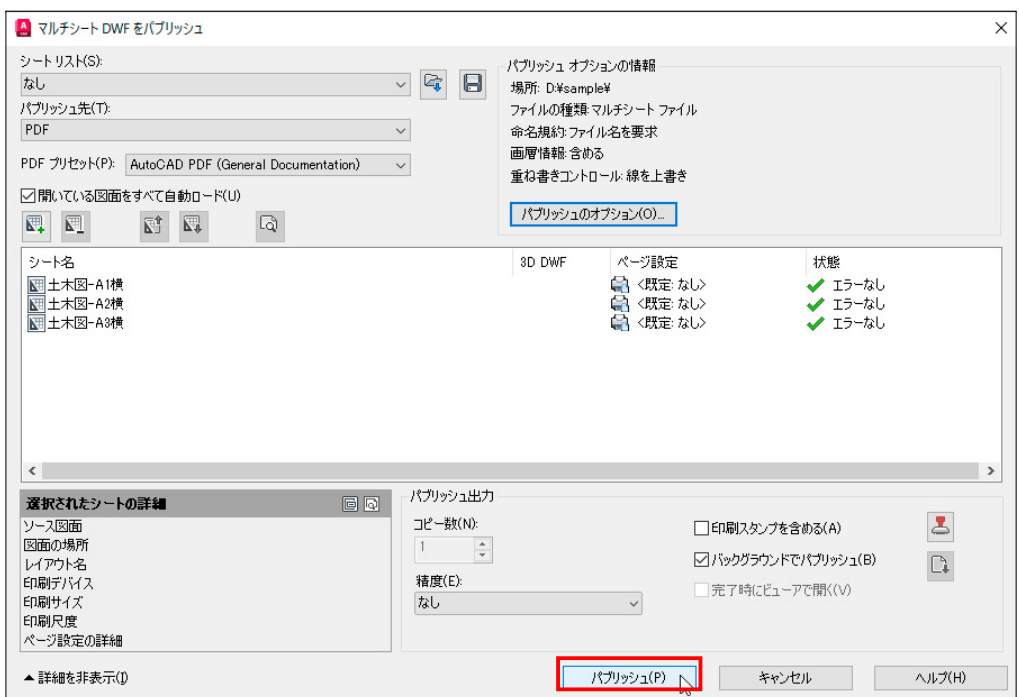 マルチシート DWF をパブリッシュ
シート リスト(S):
なし
パブリッシュ先(T):
PDF
PDF プリセット(P): AutoCAD PDF (General Documentation)
開いている図面をすべて自動ロード(U)
パブリッシュ オプションの情報
場所: D:¥sample¥
ファイルの種類:マルチシート ファイル
命名規約:ファイル名を要求
画層情報:含める
重ね書きコントロール:線を上書き
パブリッシュのオプション(O)...
シート名 3D DWF ページ設定 状態
土木図-A1横 <既定: なし> エラーなし
土木図-A2横 <既定: なし> エラーなし
土木図-A3横 <既定: なし> エラーなし
選択されたシートの詳細
ソース図面
図面の場所
レイアウト名
印刷デバイス
印刷サイズ
印刷尺度
ページ設定の詳細
パブリッシュ出力
コピー数(N):
1
精度(E):
なし
印刷スタンプを含める(A)
バックグラウンドでパブリッシュ(B)
完了時にビューアで開く(V)
詳細を非表示(I)
パブリッシュ(P) キャンセル ヘルプ(H)